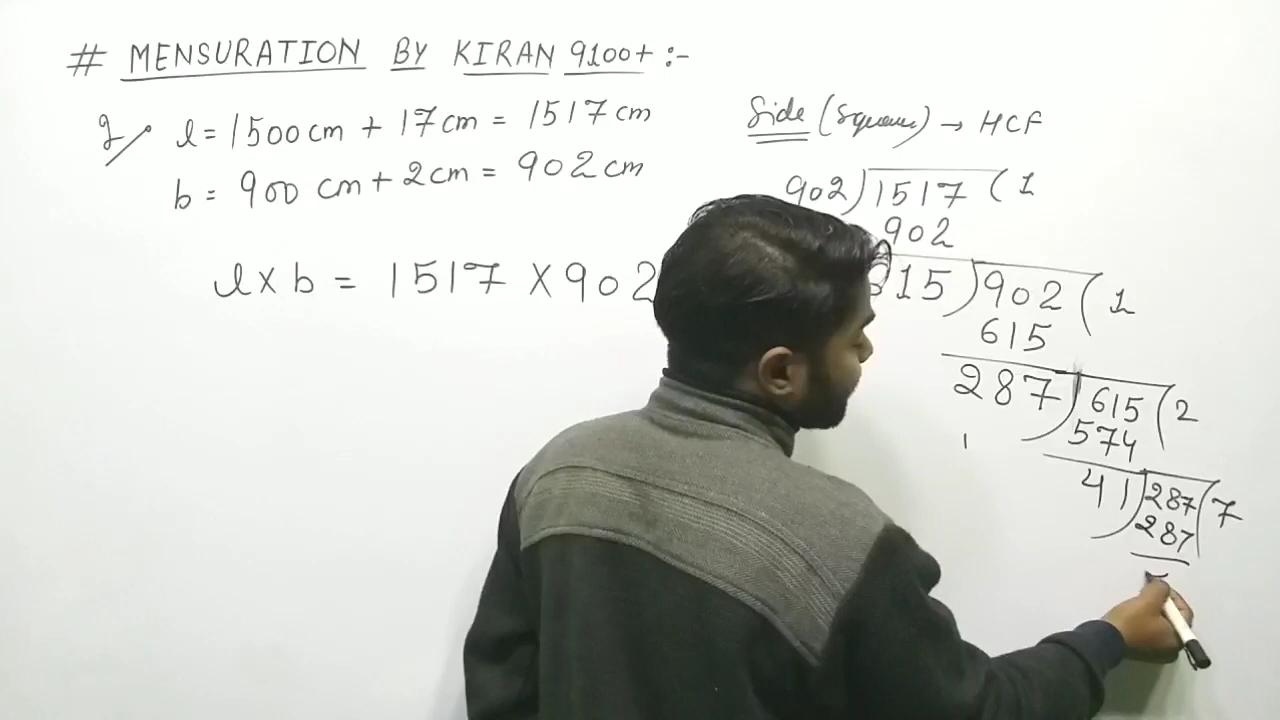 # MENSURATION BY KIRAN 9100+ :-
l = 1500 cm + 17 cm = 1517 cm
b = 900 cm + 2 cm = 902 cm
l x b = 1517 X 902
Side (Square) → HCF
902) 1517 ( 1
902
15 ) 902 ( 1
615
287 ) 615 ( 2
574
41 ) 287 ( 7
287